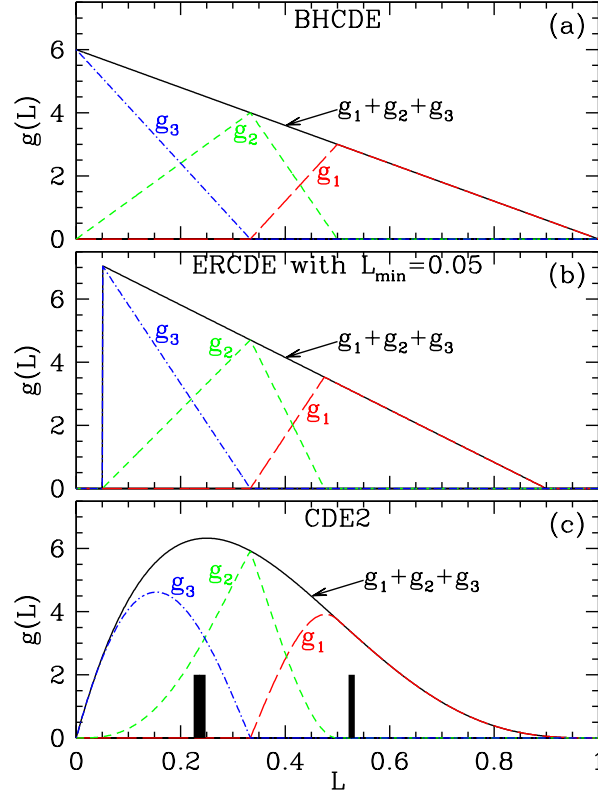 BHCDE
(a)
6
4
2
0
g(L)
g₃
g₂
g₁
g₁+g₂+g₃
ERCDE with Lₘᵢₙ=0.05
(b)
6
4
2
0
g(L)
g₃
g₂
g₁
g₁+g₂+g₃
CDE2
(c)
6
4
2
0
g(L)
g₃
g₂
g₁
g₁+g₂+g₃
0 0.2 0.4 0.6 0.8 1
L